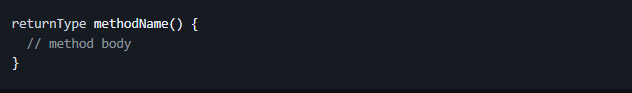 returnType methodName() {
  // method body
}